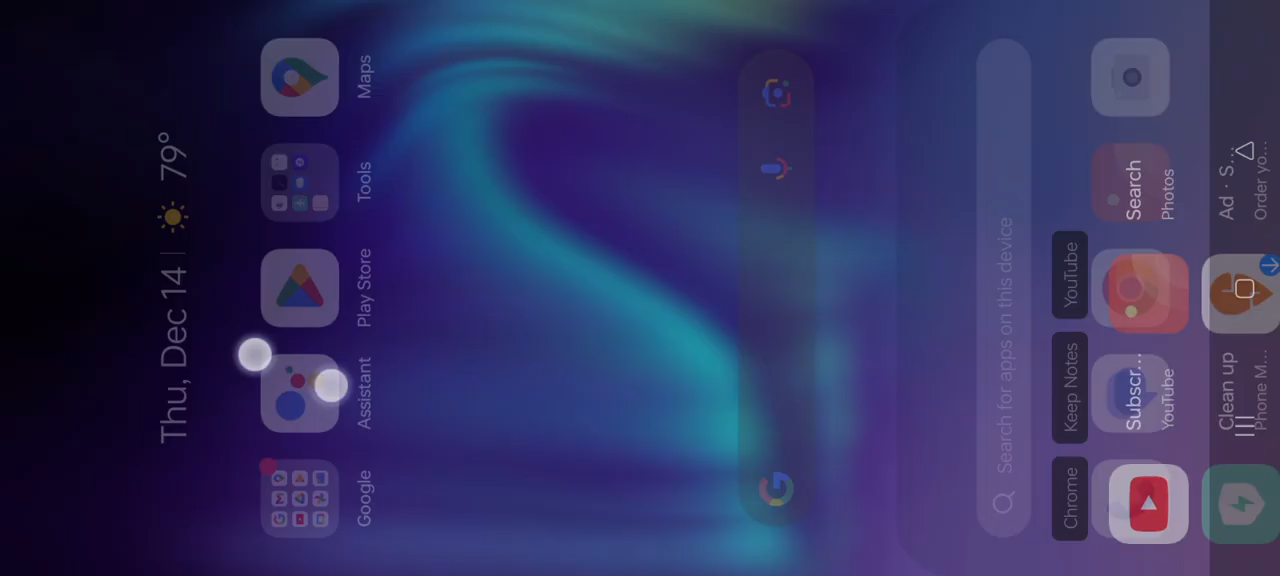 Thu, Dec 14 | 79°
Google
Assistant
Play Store
Tools
Maps
Search for apps on this device
Chrome
Keep Notes
YouTube
Subscr...
Search
YouTube
Photos
Clean up
Ad · S...
Phone M...
Order yo...